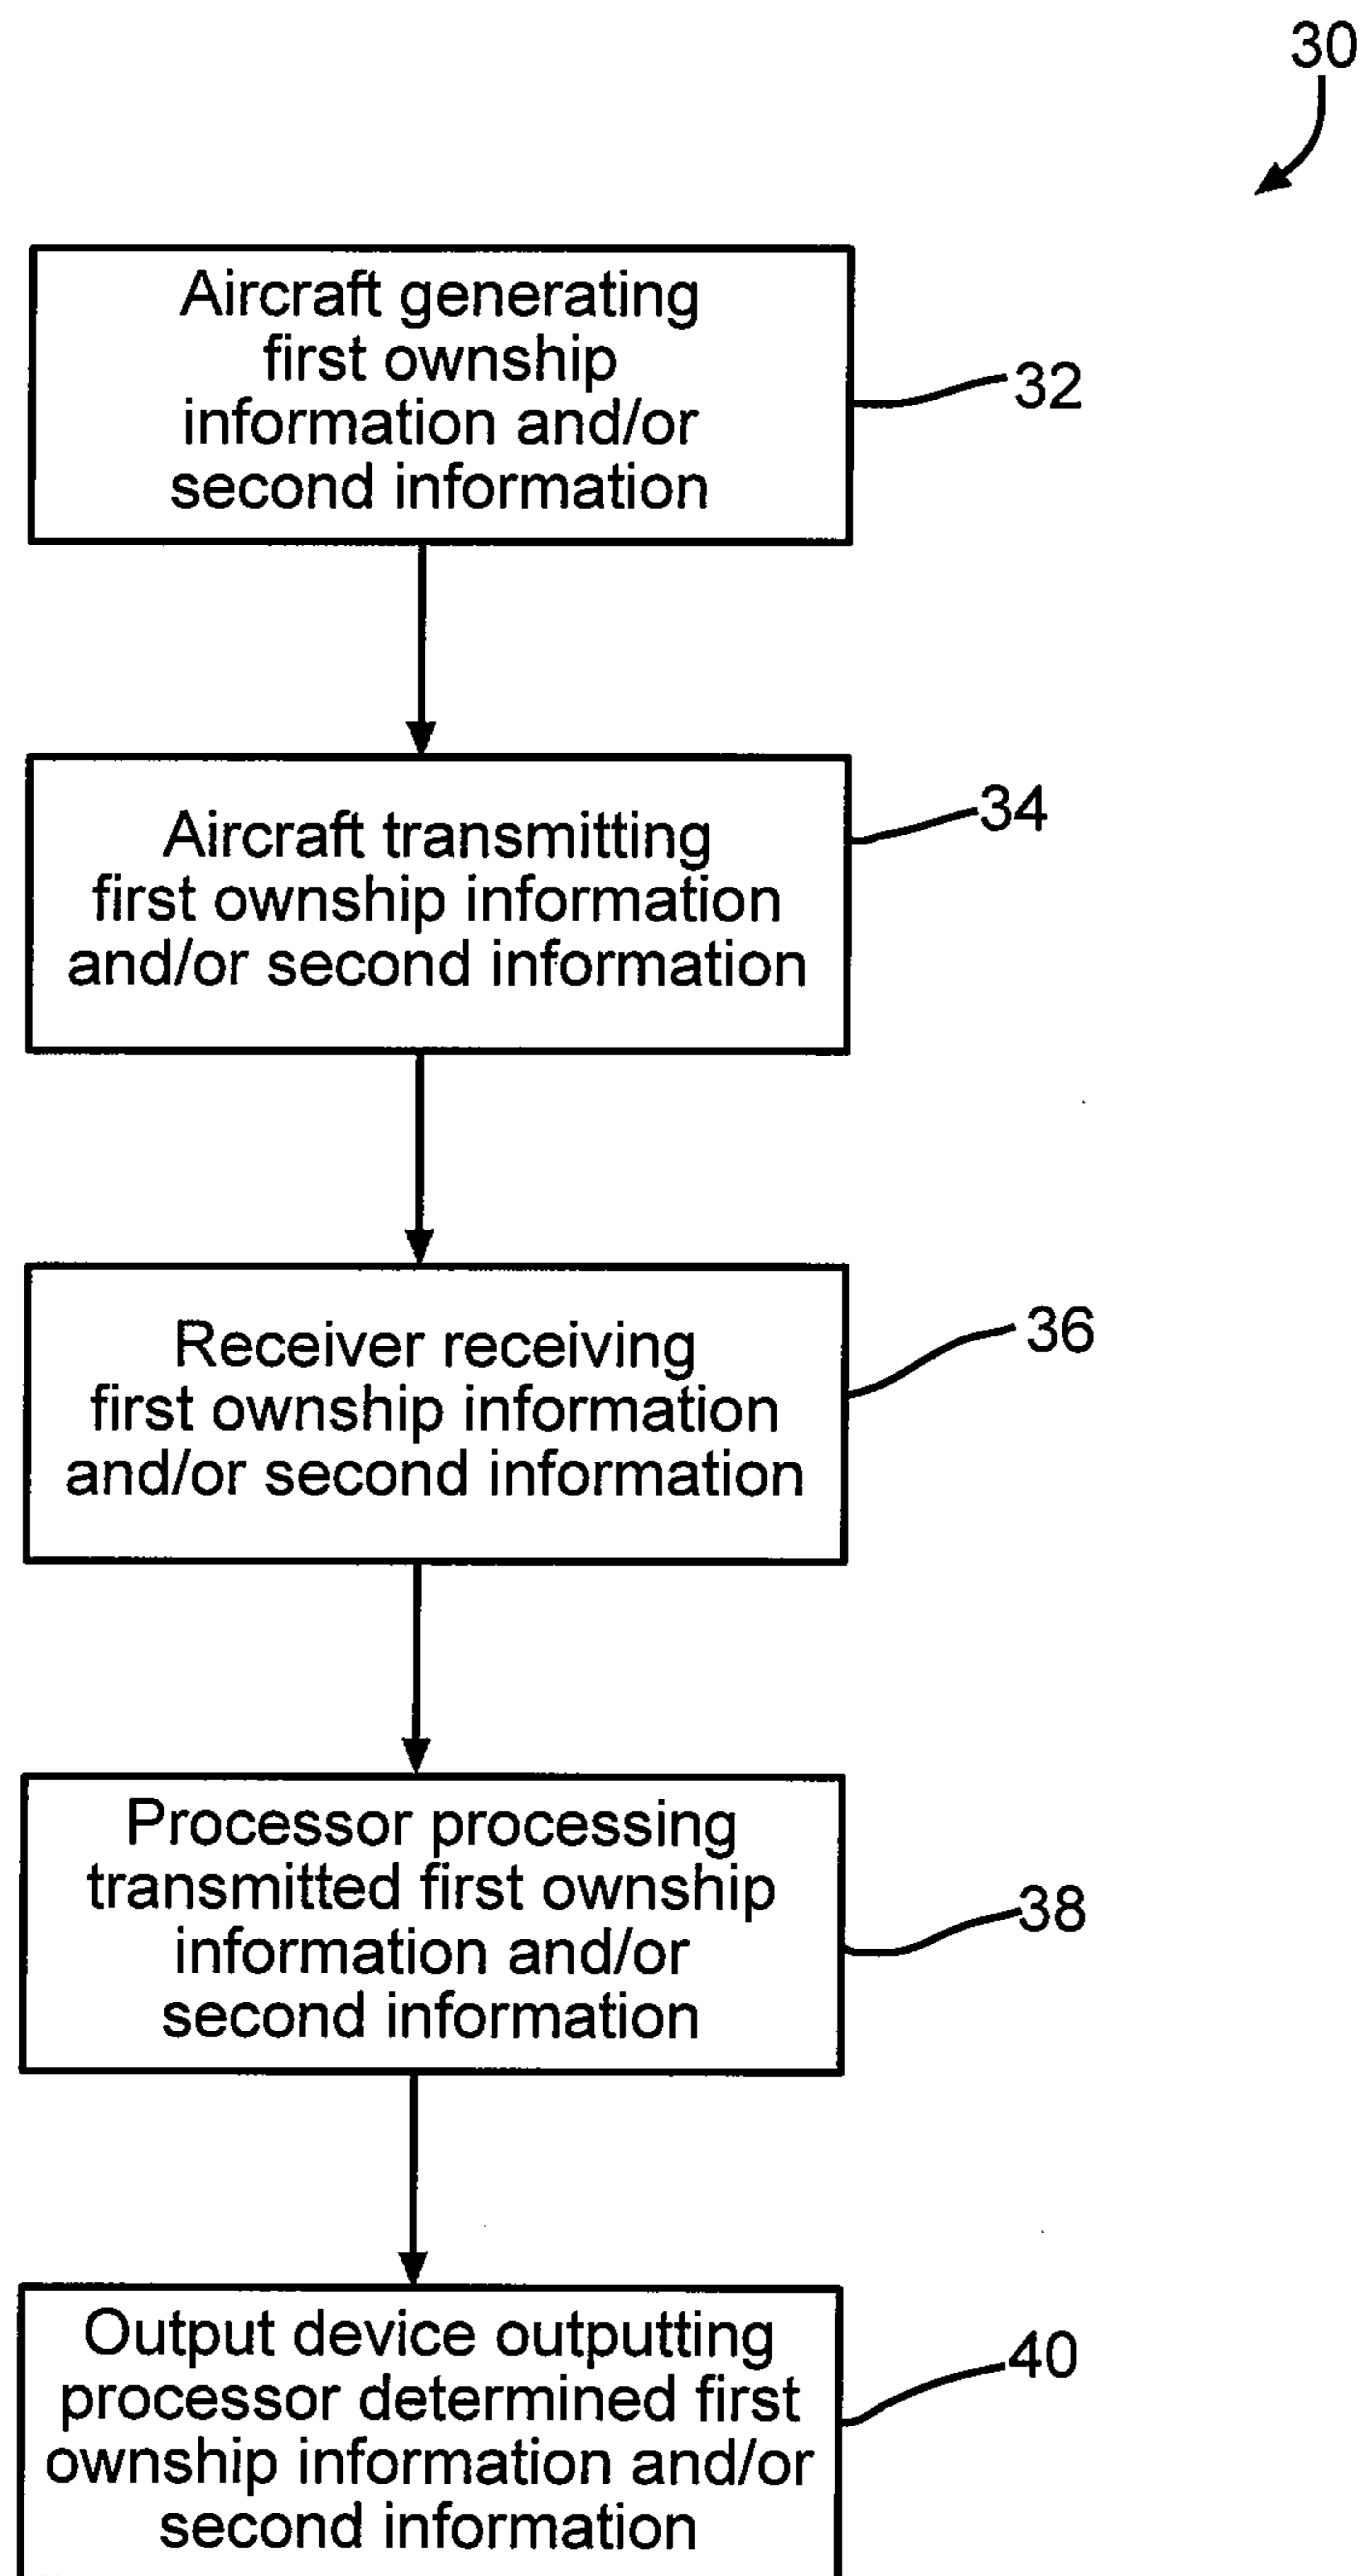 30
Aircraft generating
first ownship
information and/or
second information
32
Aircraft transmitting
first ownship information
and/or second information
34
Receiver receiving
first ownship information
and/or second information
36
Processor processing
transmitted first ownship
information and/or
second information
38
Output device outputting
processor determined first
ownship information and/or
second information
40